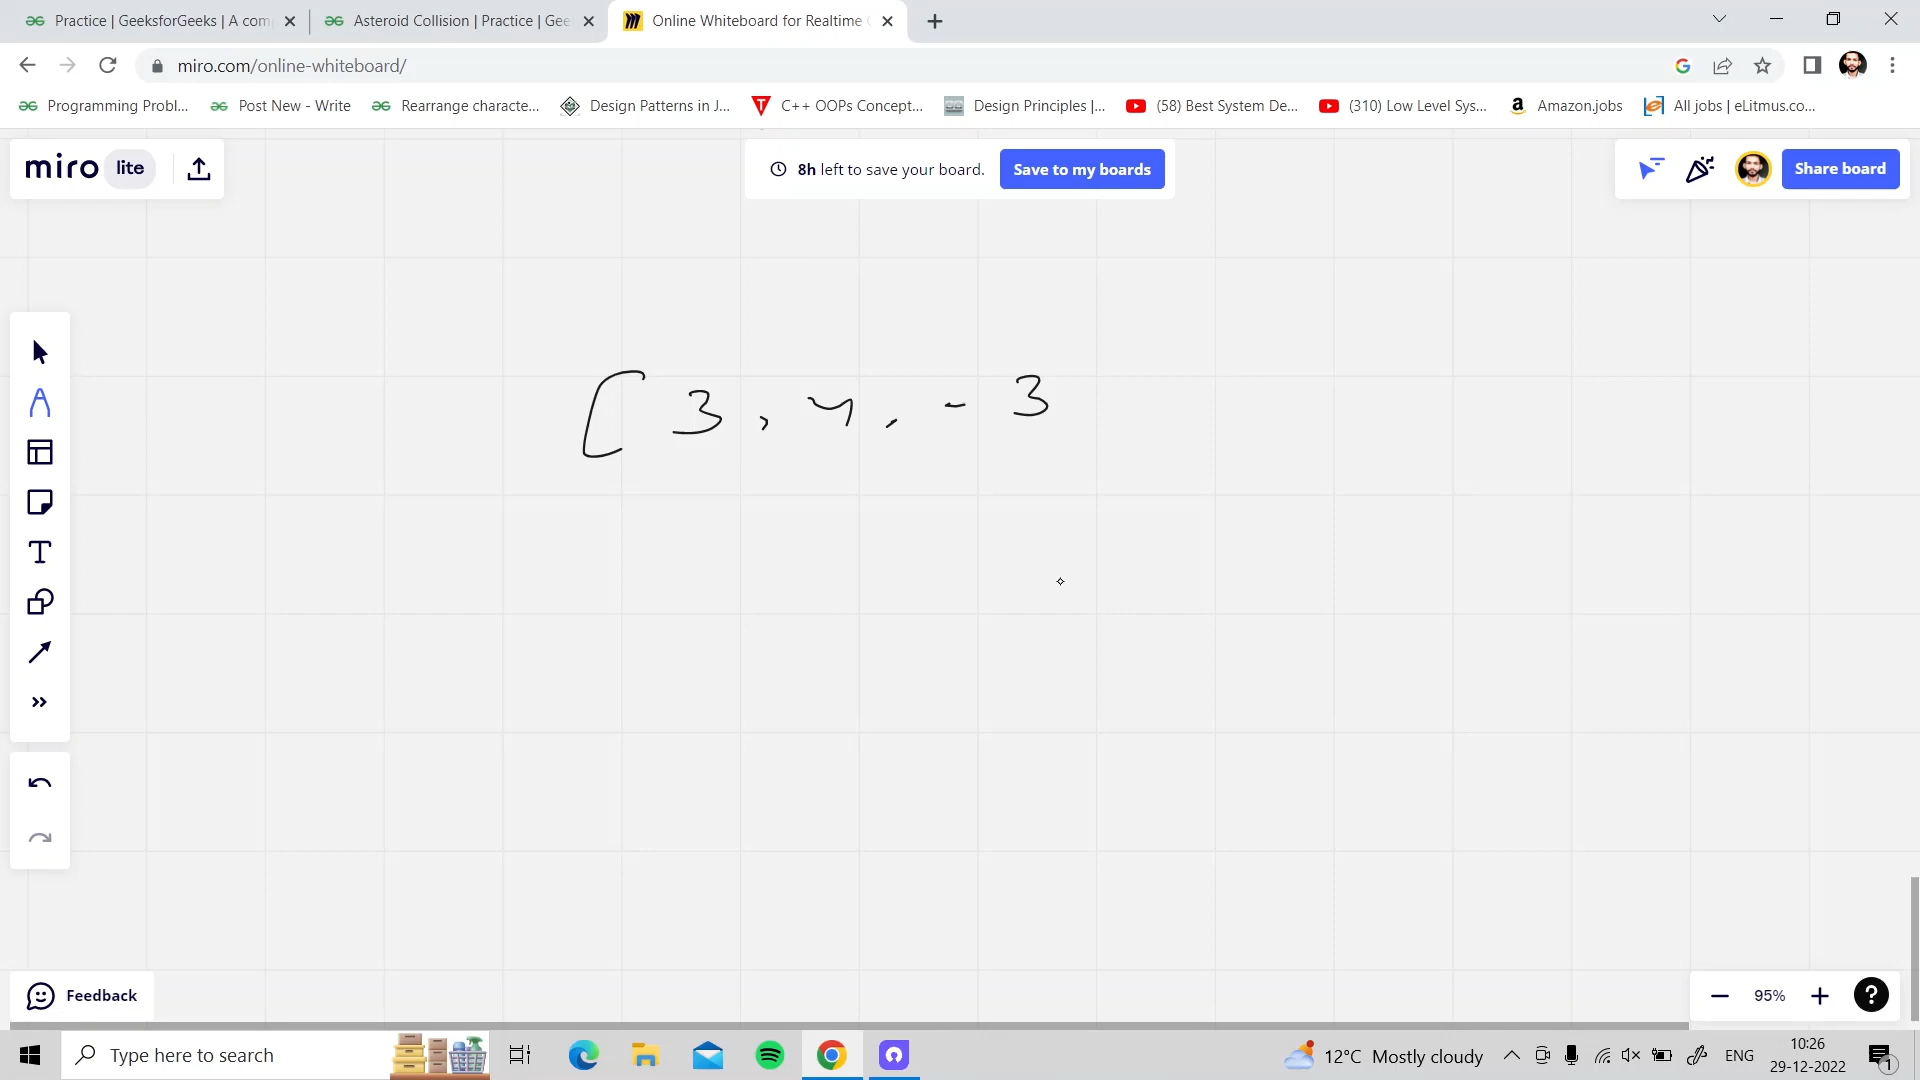 Practice | GeeksforGeeks | A com
Asteroid Collision | Practice | Gee
Online Whiteboard for Realtime C
miro.com/online-whiteboard/
Programming Probl...
Post New - Write
Rearrange characte...
Design Patterns in J...
C++ OOPs Concept...
Design Principles |...
(58) Best System De...
(310) Low Level Sys...
Amazon.jobs
All jobs | eLitmus.co...
miro lite
8h left to save your board.
Save to my boards
Share board
[ 3 , 4 , - 3
Feedback
95%
Type here to search
12°C Mostly cloudy
ENG
10:26
29-12-2022
1